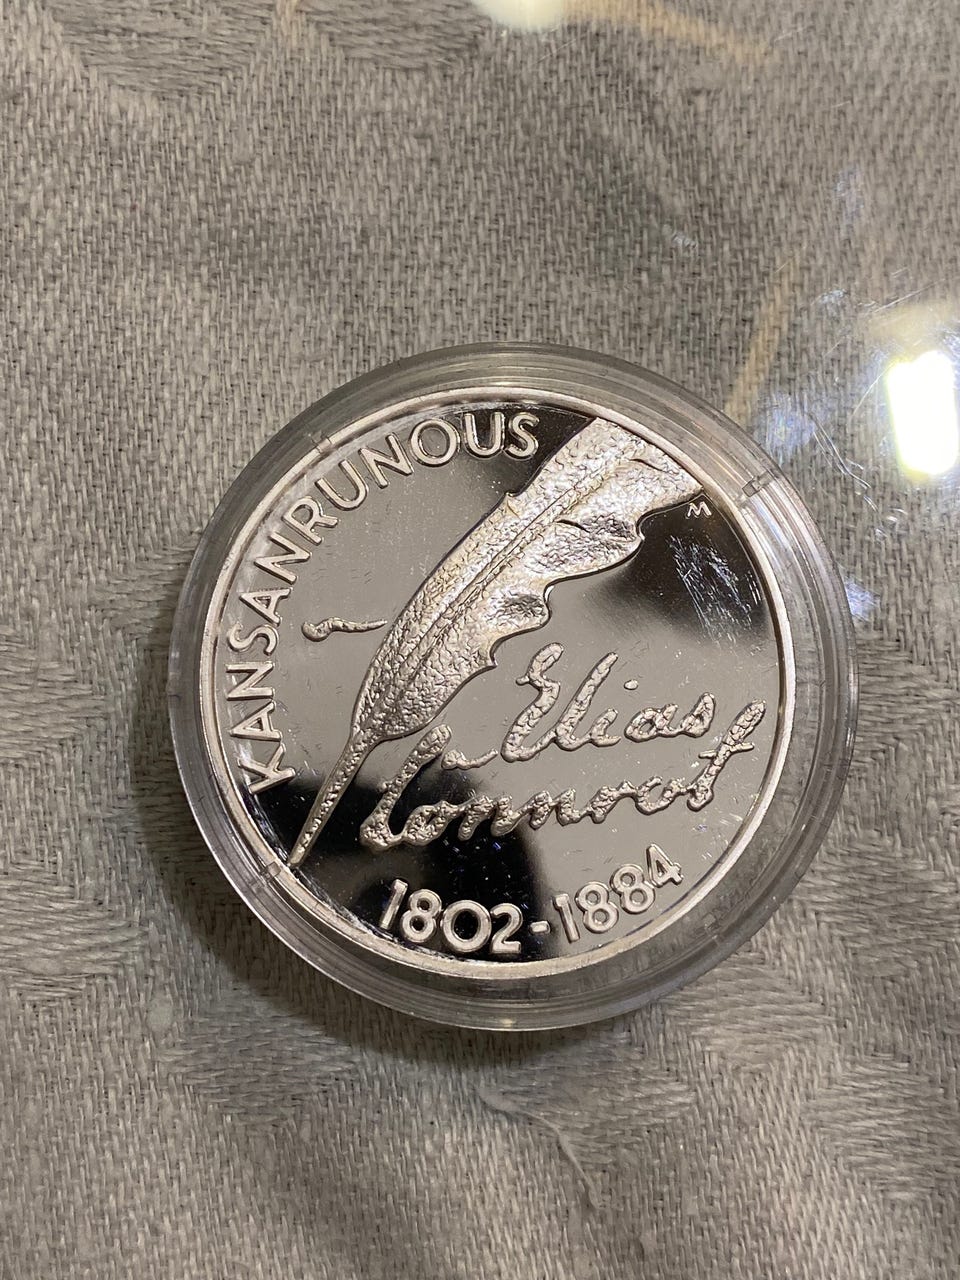 KANSANRUNOUS
M
Elias
Lönnrot
1802-1884